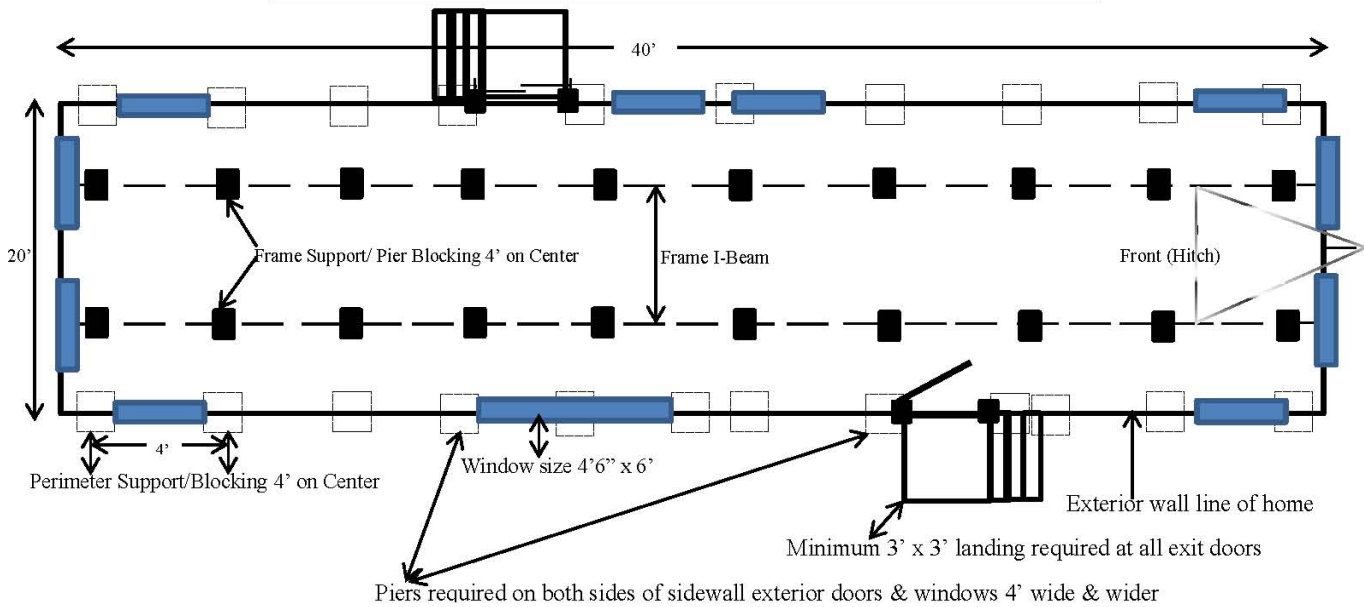 40’
20’
Frame Support/ Pier Blocking 4’ on Center
Frame I-Beam
Front (Hitch)
4’
Perimeter Support/Blocking 4’ on Center
Window size 4’6” x 6’
Exterior wall line of home
Minimum 3’ x 3’ landing required at all exit doors
Piers required on both sides of sidewall exterior doors & windows 4’ wide & wider